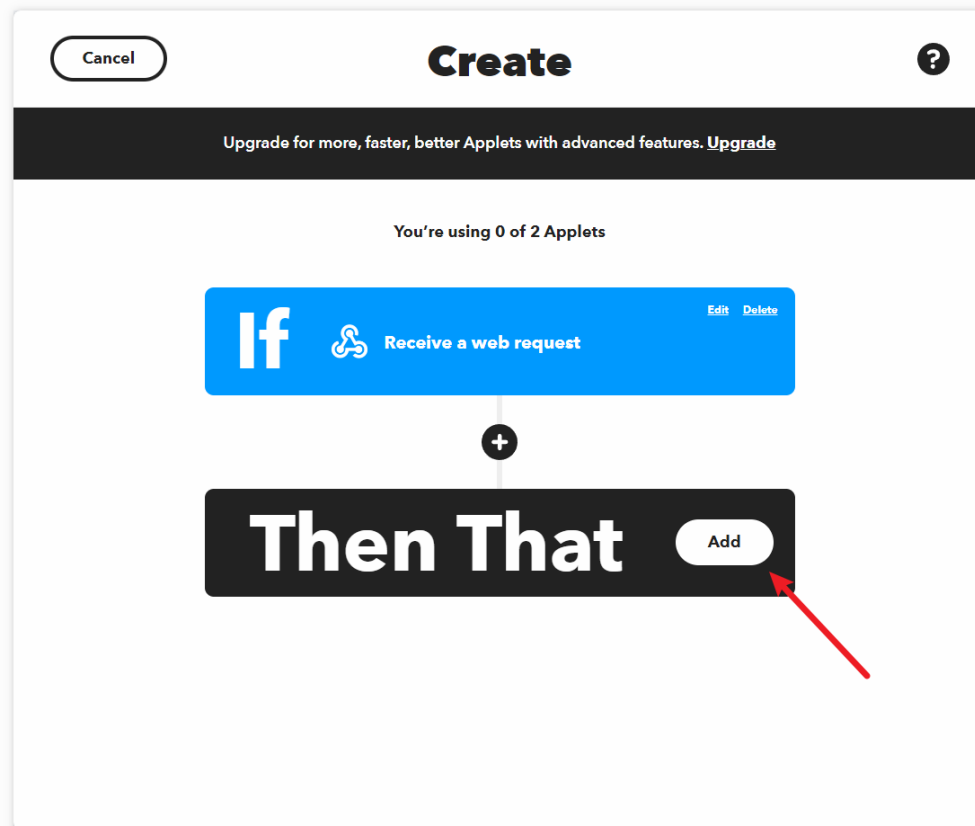 Cancel
Create
?
Upgrade for more, faster, better Applets with advanced features. Upgrade
You’re using 0 of 2 Applets
Edit Delete
If Receive a web request
Then That Add